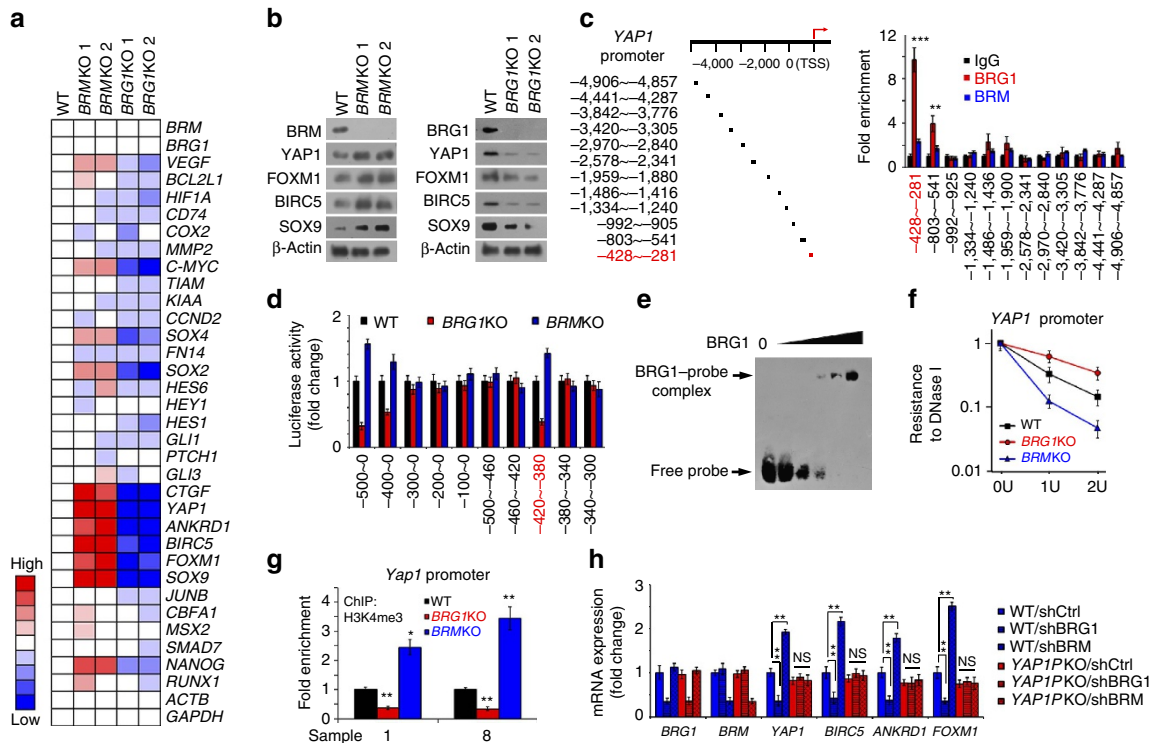 a
WT
BRMKO 1
BRMKO 2
BRG1KO 1
BRG1KO 2
BRM
BRG1
VEGF
BCL2L1
HIF1A
CD74
COX2
MMP2
C-MYC
TIAM
KIAA
CCND2
SOX4
FN14
SOX2
HES6
HEY1
HES1
GLI1
PTCH1
GLI3
CTGF
YAP1
ANKRD1
BIRC5
FOXM1
SOX9
JUNB
CBFA1
MSX2
SMAD7
NANOG
RUNX1
ACTB
GAPDH
High
Low
b
WT
BRMKO 1
BRMKO 2
BRM
YAP1
FOXM1
BIRC5
SOX9
β-Actin
WT
BRG1KO 1
BRG1KO 2
BRG1
YAP1
FOXM1
BIRC5
SOX9
β-Actin
c
YAP1
promoter
−4,000
−2,000
0 (TSS)
−4,906~−4,857
−4,441~−4,287
−3,842~−3,776
−3,420~−3,305
−2,970~−2,840
−2,578~−2,341
−1,959~−1,880
−1,486~−1,416
−1,334~−1,240
−992~−905
−803~−541
−428~−281
Fold enrichment
12
10
8
6
4
2
0
***
**
IgG
BRG1
BRM
−428~−281
−803~−541
−992~−925
−1,334~−1,240
−1,486~−1,436
−1,959~−1,900
−2,578~−2,341
−2,970~−2,840
−3,420~−3,305
−3,842~−3,776
−4,441~−4,287
−4,906~−4,857
d
Luciferase activity
(fold change)
2
1
0
WT
BRG1KO
BRMKO
−500~0
−400~0
−300~0
−200~0
−100~0
−500~−460
−460~−420
−420~−380
−380~−340
−340~−300
e
BRG1 0
BRG1–probe
complex
Free probe
f
YAP1 promoter
Resistance
to DNase I
1
0.1
0.01
WT
BRG1KO
BRMKO
0U
1U
2U
g
Yap1 promoter
Fold enrichment
5
4
3
2
1
0
ChIP:
H3K4me3
WT
BRG1KO
BRMKO
**
*
**
**
Sample 1 8
h
mRNA expression
(fold change)
3
2
1
0
**
**
NS
**
**
NS
**
**
NS
**
**
NS
BRG1
BRM
YAP1
BIRC5
ANKRD1
FOXM1
WT/shCtrl
WT/shBRG1
WT/shBRM
YAP1PKO/shCtrl
YAP1PKO/shBRG1
YAP1PKO/shBRM